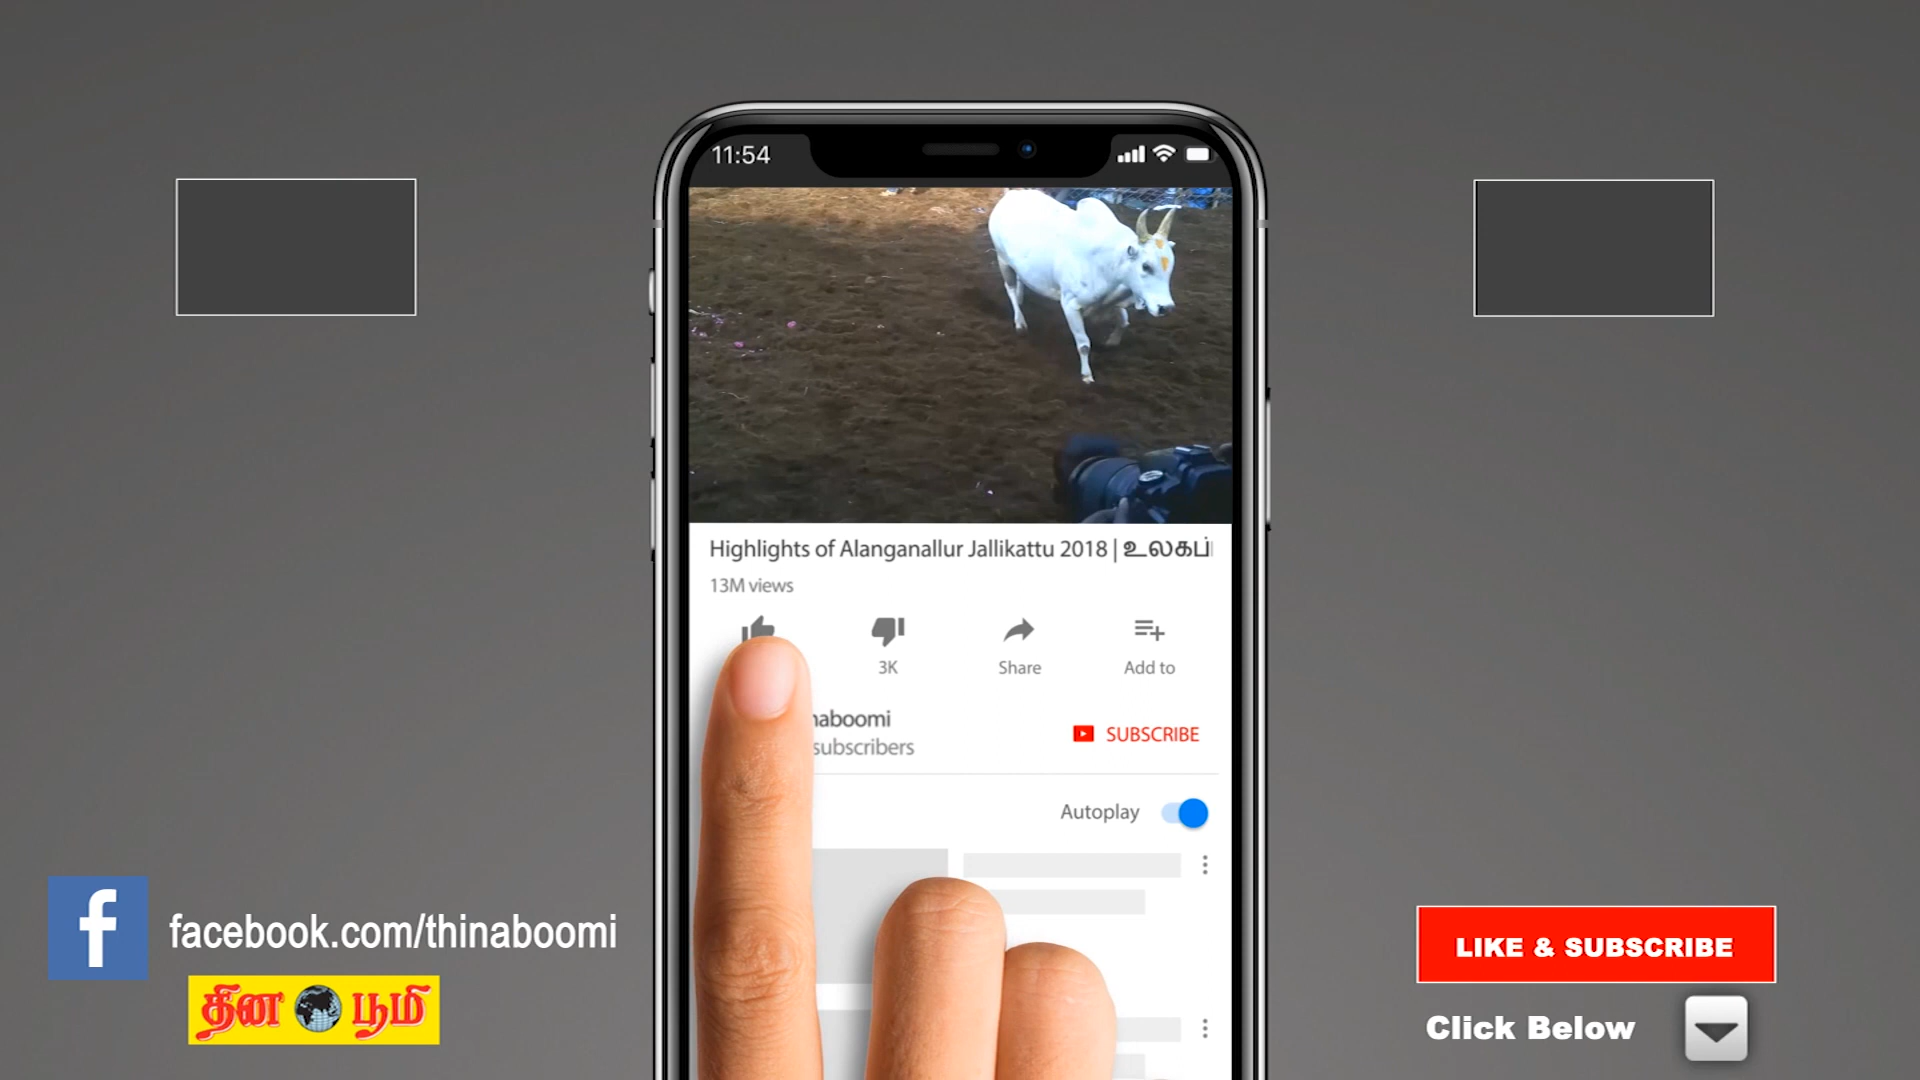 11:54
Highlights of Alanganallur Jallikattu 2018 | உலகப்
13M views
3K
Share
Add to
naboomi
subscribers
SUBSCRIBE
Autoplay
facebook.com/thinaboomi
தின பூமி
LIKE & SUBSCRIBE
Click Below